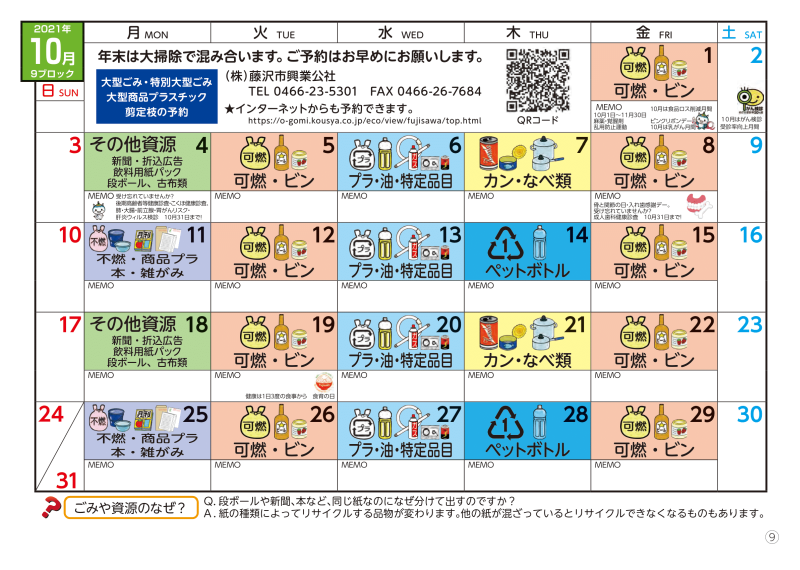 2021年
10月
9ブロック
日 SUN
月 MON
火 TUE
水 WED
木 THU
金 FRI
土 SAT
年末は大掃除で混み合います。ご予約はお早めにお願いします。
大型ごみ・特別大型ごみ
大型商品プラスチック
剪定枝の予約
(株)藤沢市興業公社
TEL 0466-23-5301 FAX 0466-26-7684
★インターネットからも予約できます。
https://o-gomi.kousya.co.jp/eco/view/fujisawa/top.html
QRコード
1
可燃
可燃・ビン
MEMO
10月は食品ロス削減月間
10月1日〜11月30日
麻薬・覚醒剤
乱用防止運動
ピンクリボンデー
10月は乳がん月間
2
10月はがん検診
受診率向上月間
3
その他資源 4
新聞・折込広告
飲料用紙パック
段ボール、古布類
MEMO 受け忘れていませんか?
後期高齢者等健康診査・こくほ健康診査、
肺・大腸・前立腺・胃がんリスク・
肝炎ウィルス検診 10月31日まで!
5
可燃
可燃・ビン
MEMO
6
プラ
プラ・油・特定品目
MEMO
7
カン・なべ類
MEMO
8
可燃
可燃・ビン
MEMO
骨と関節の日・入れ歯感謝デー。
受け忘れていませんか?
成人歯科健康診査 10月31日まで!
9
10
11
不燃
不燃・商品プラ
本・雑がみ
MEMO
12
可燃
可燃・ビン
MEMO
13
プラ
プラ・油・特定品目
MEMO
14
1
ペットボトル
MEMO
15
可燃
可燃・ビン
MEMO
16
17
その他資源 18
新聞・折込広告
飲料用紙パック
段ボール、古布類
MEMO
19
可燃
可燃・ビン
MEMO
健康は1日3度の食事から 食育の日
20
プラ
プラ・油・特定品目
MEMO
21
カン・なべ類
MEMO
22
可燃
可燃・ビン
MEMO
23
24
31
25
不燃
不燃・商品プラ
本・雑がみ
MEMO
26
可燃
可燃・ビン
MEMO
27
プラ
プラ・油・特定品目
MEMO
28
1
ペットボトル
MEMO
29
可燃
可燃・ビン
MEMO
30
ごみや資源のなぜ?
Q. 段ボールや新聞、本など、同じ紙なのになぜ分けて出すのですか?
A. 紙の種類によってリサイクルする品物が変わります。他の紙が混ざっているとリサイクルできなくなるものもあります。
⑨